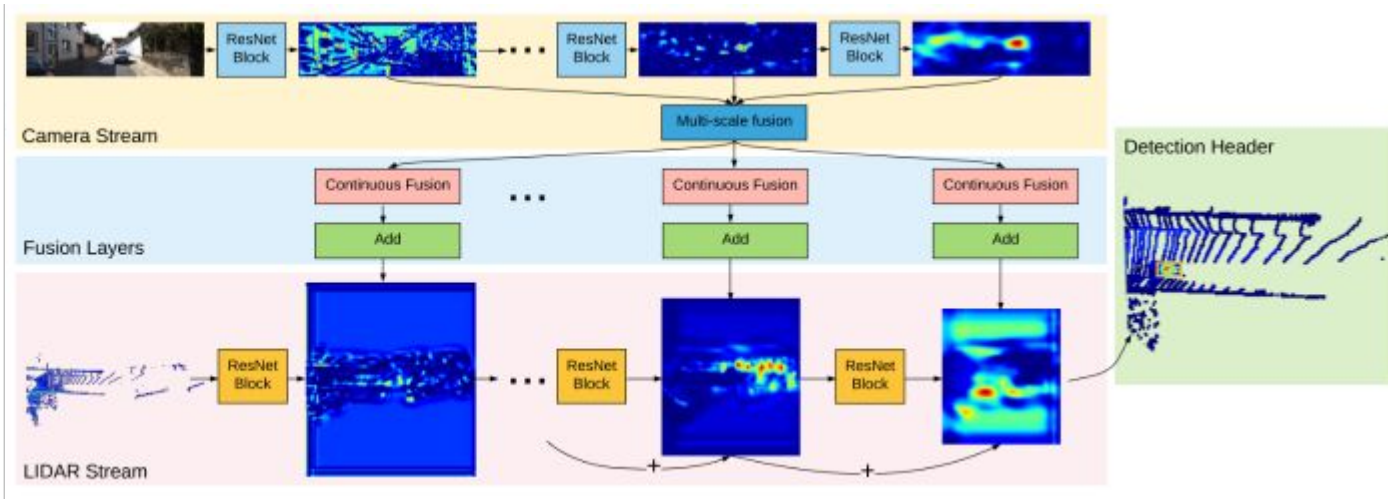 ResNet
Block
ResNet
Block
ResNet
Block
Multi-scale fusion
Camera Stream
Detection Header
Continuous Fusion
Continuous Fusion
Continuous Fusion
Add
Add
Add
Fusion Layers
ResNet
Block
ResNet
Block
ResNet
Block
+
+
LIDAR Stream